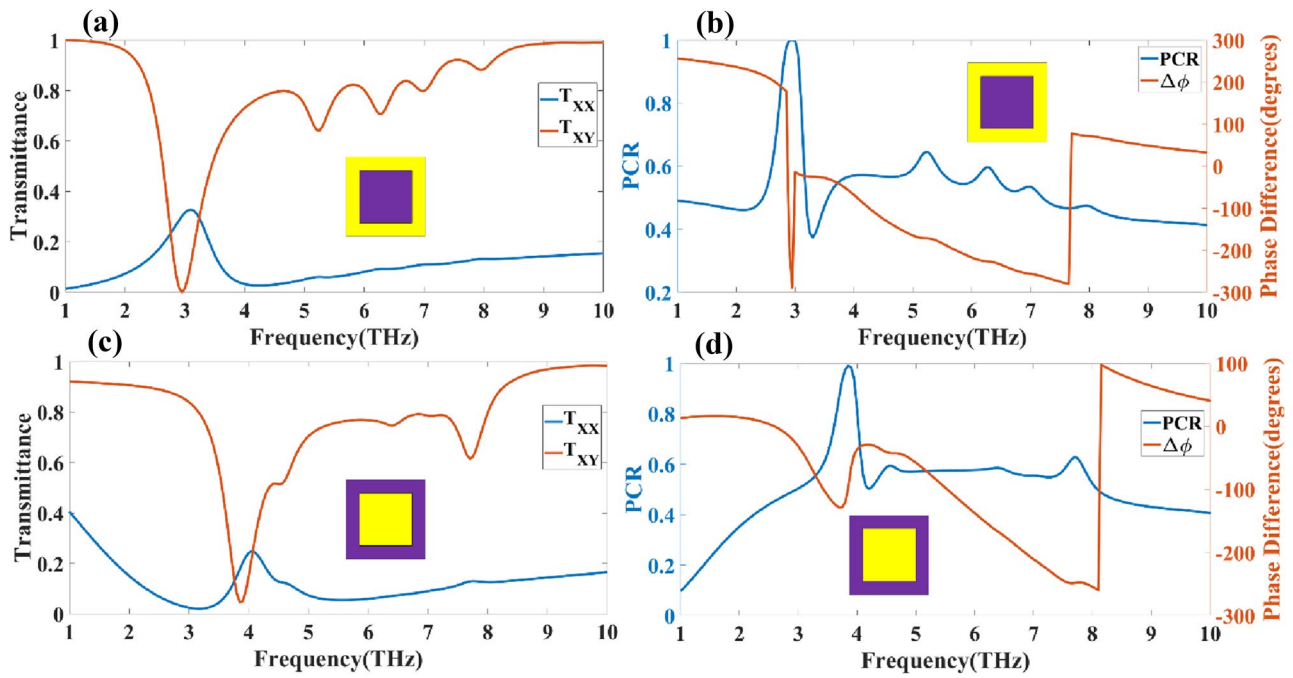 (a)
1
0.8
0.6
0.4
0.2
0
Transmittance
T_XX
T_XY
1 2 3 4 5 6 7 8 9 10
Frequency(THz)
(b)
1
0.8
0.6
0.4
0.2
PCR
PCR
Δϕ
300
200
100
0
-100
-200
-300
Phase Difference(degrees)
1 2 3 4 5 6 7 8 9 10
Frequency(THz)
(c)
1
0.8
0.6
0.4
0.2
0
Transmittance
T_XX
T_XY
1 2 3 4 5 6 7 8 9 10
Frequency(THz)
(d)
1
0.8
0.6
0.4
0.2
0
PCR
PCR
Δϕ
100
0
-100
-200
-300
Phase Difference(degrees)
1 2 3 4 5 6 7 8 9 10
Frequency(THz)